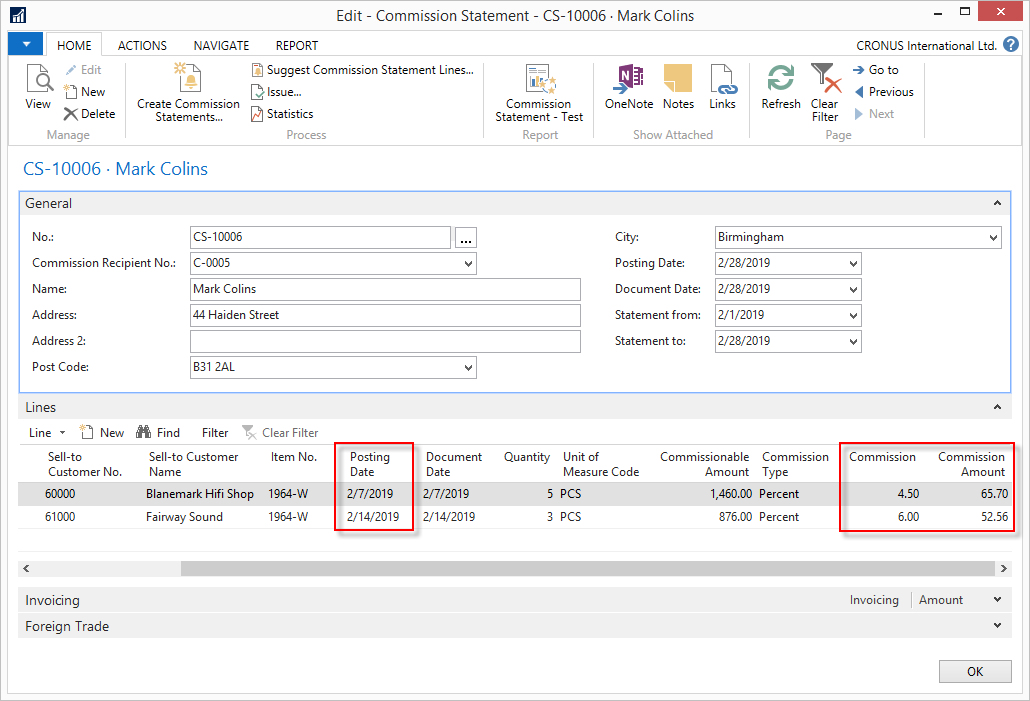 Edit - Commission Statement - CS-10006 · Mark Colins
HOME ACTIONS NAVIGATE REPORT CRONUS International Ltd. ?
View
Edit
New
Delete
Manage
Create Commission
Statements...
Suggest Commission Statement Lines...
Issue...
Statistics
Process
Commission
Statement - Test
Report
OneNote
Notes
Links
Show Attached
Refresh
Clear
Filter
Go to
Previous
Next
Page
CS-10006 · Mark Colins
General
No.: CS-10006 ...
Commission Recipient No.: C-0005
Name: Mark Colins
Address: 44 Haiden Street
Address 2:
Post Code: B31 2AL
City: Birmingham
Posting Date: 2/28/2019
Document Date: 2/28/2019
Statement from: 2/1/2019
Statement to: 2/28/2019
Lines
Line New Find Filter Clear Filter
Sell-to Sell-to Customer Item No. Posting Document Quantity Unit of Commissionable Commission Commission Commission
Customer No. Name Date Date Measure Code Amount Type Amount
60000 Blanemark Hifi Shop 1964-W 2/7/2019 2/7/2019 5 PCS 1,460.00 Percent 4.50 65.70
61000 Fairway Sound 1964-W 2/14/2019 2/14/2019 3 PCS 876.00 Percent 6.00 52.56
Invoicing Invoicing Amount
Foreign Trade
OK